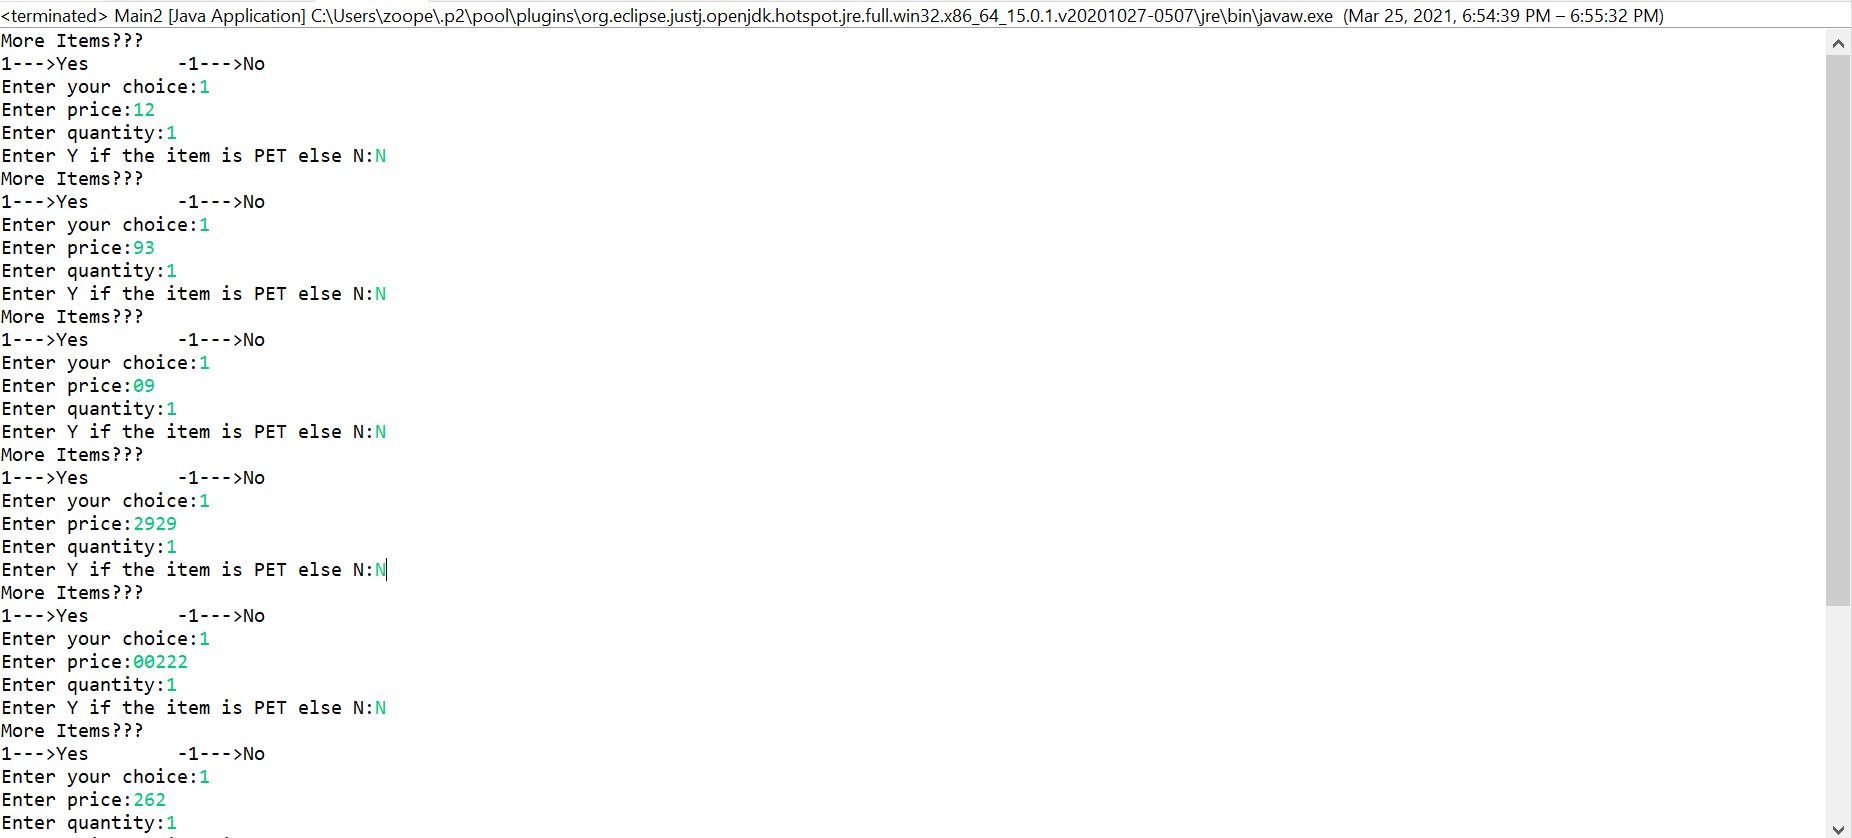 <terminated> Main2 [Java Application] C:\Users\zoope\.p2\pool\plugins\org.eclipse.justj.openjdk.hotspot.jre.full.win32.x86_64_15.0.1.v20201027-0507\jre\bin\javaw.exe (Mar 25, 2021, 6:54:39 PM – 6:55:32 PM)
More Items???
1--->Yes        -1--->No
Enter your choice:1
Enter price:12
Enter quantity:1
Enter Y if the item is PET else N:N
More Items???
1--->Yes        -1--->No
Enter your choice:1
Enter price:93
Enter quantity:1
Enter Y if the item is PET else N:N
More Items???
1--->Yes        -1--->No
Enter your choice:1
Enter price:09
Enter quantity:1
Enter Y if the item is PET else N:N
More Items???
1--->Yes        -1--->No
Enter your choice:1
Enter price:2929
Enter quantity:1
Enter Y if the item is PET else N:N
More Items???
1--->Yes        -1--->No
Enter your choice:1
Enter price:00222
Enter quantity:1
Enter Y if the item is PET else N:N
More Items???
1--->Yes        -1--->No
Enter your choice:1
Enter price:262
Enter quantity:1